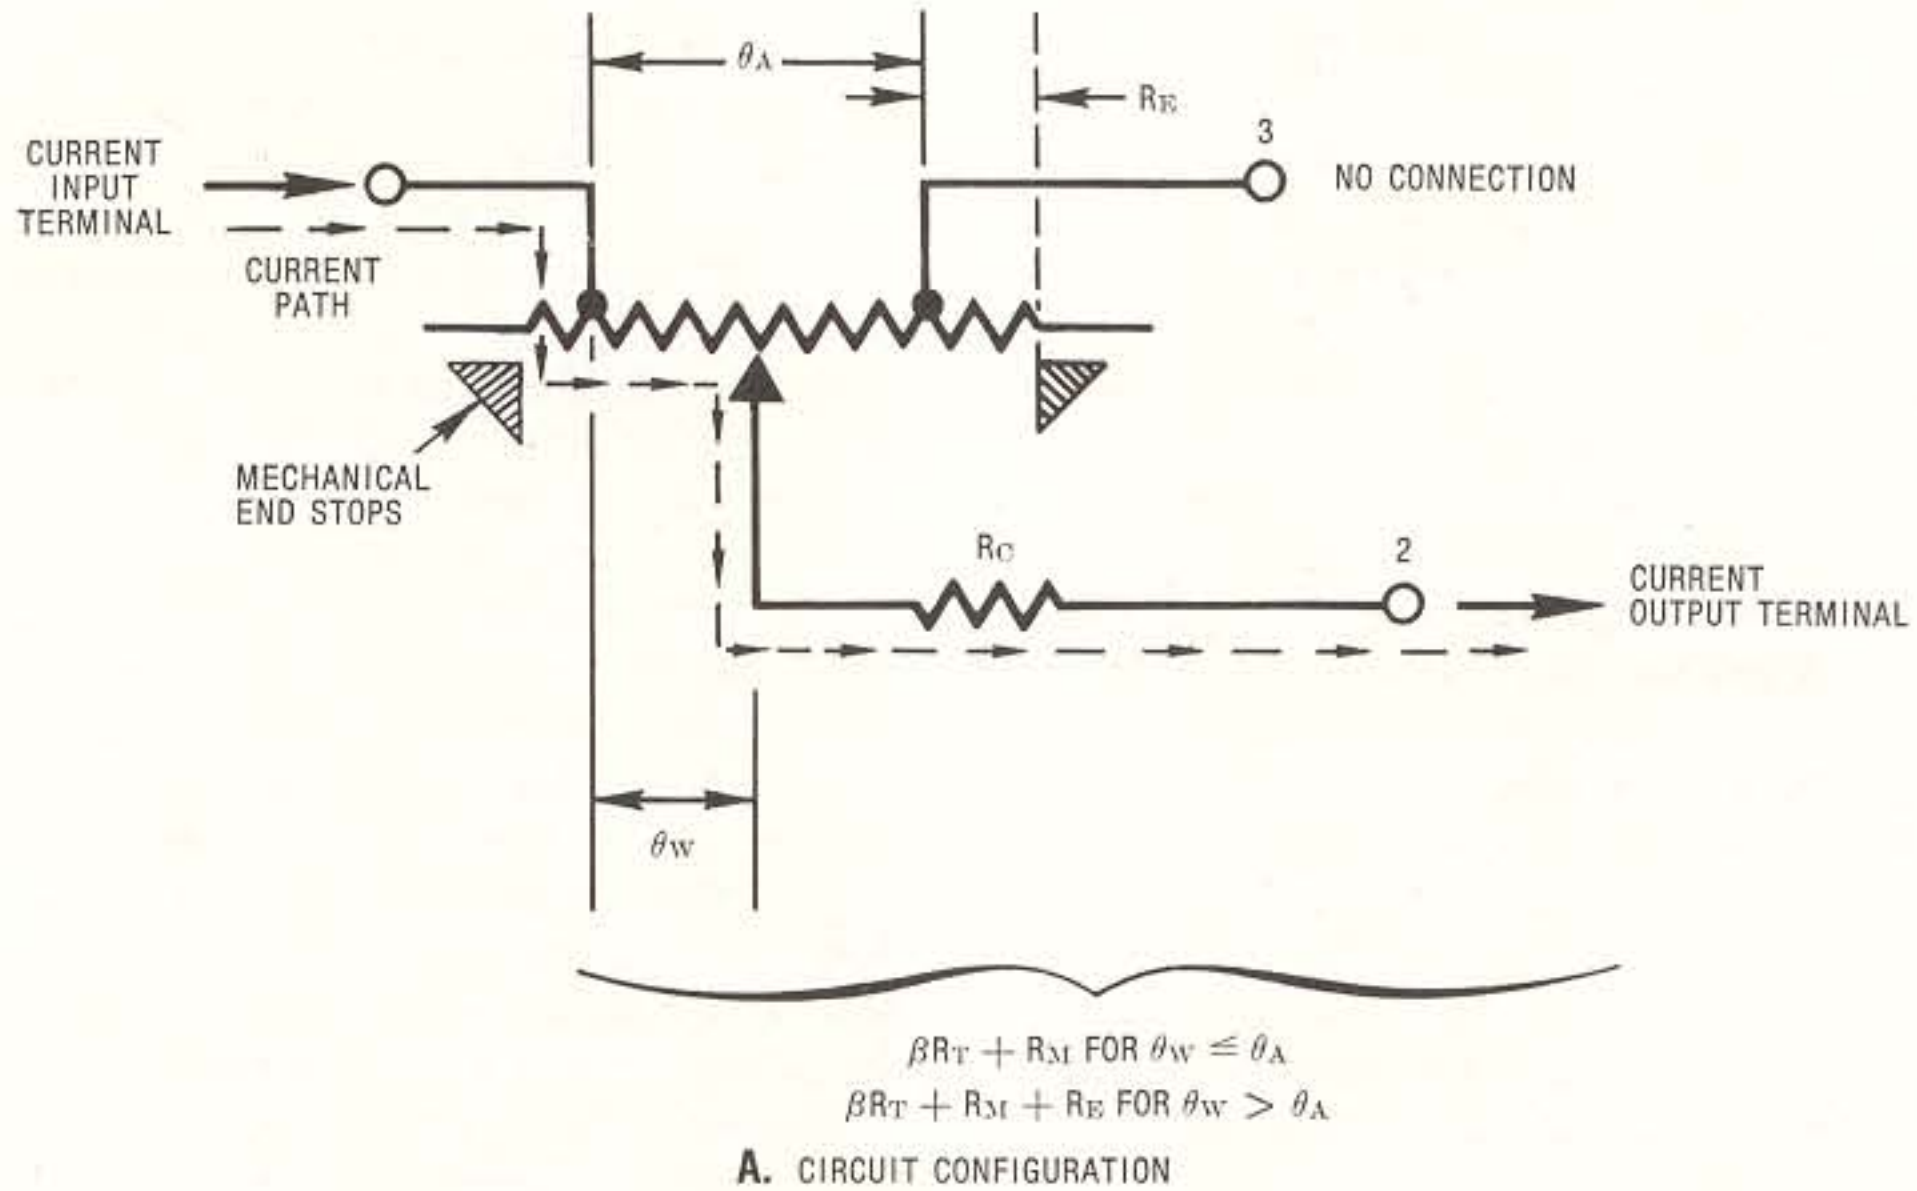 θA
RE
3
CURRENT
INPUT
TERMINAL
NO CONNECTION
CURRENT
PATH
MECHANICAL
END STOPS
RC
2
CURRENT
OUTPUT TERMINAL
θW
βRT + RM FOR θW ≦ θA
βRT + RM + RE FOR θW > θA
A. CIRCUIT CONFIGURATION